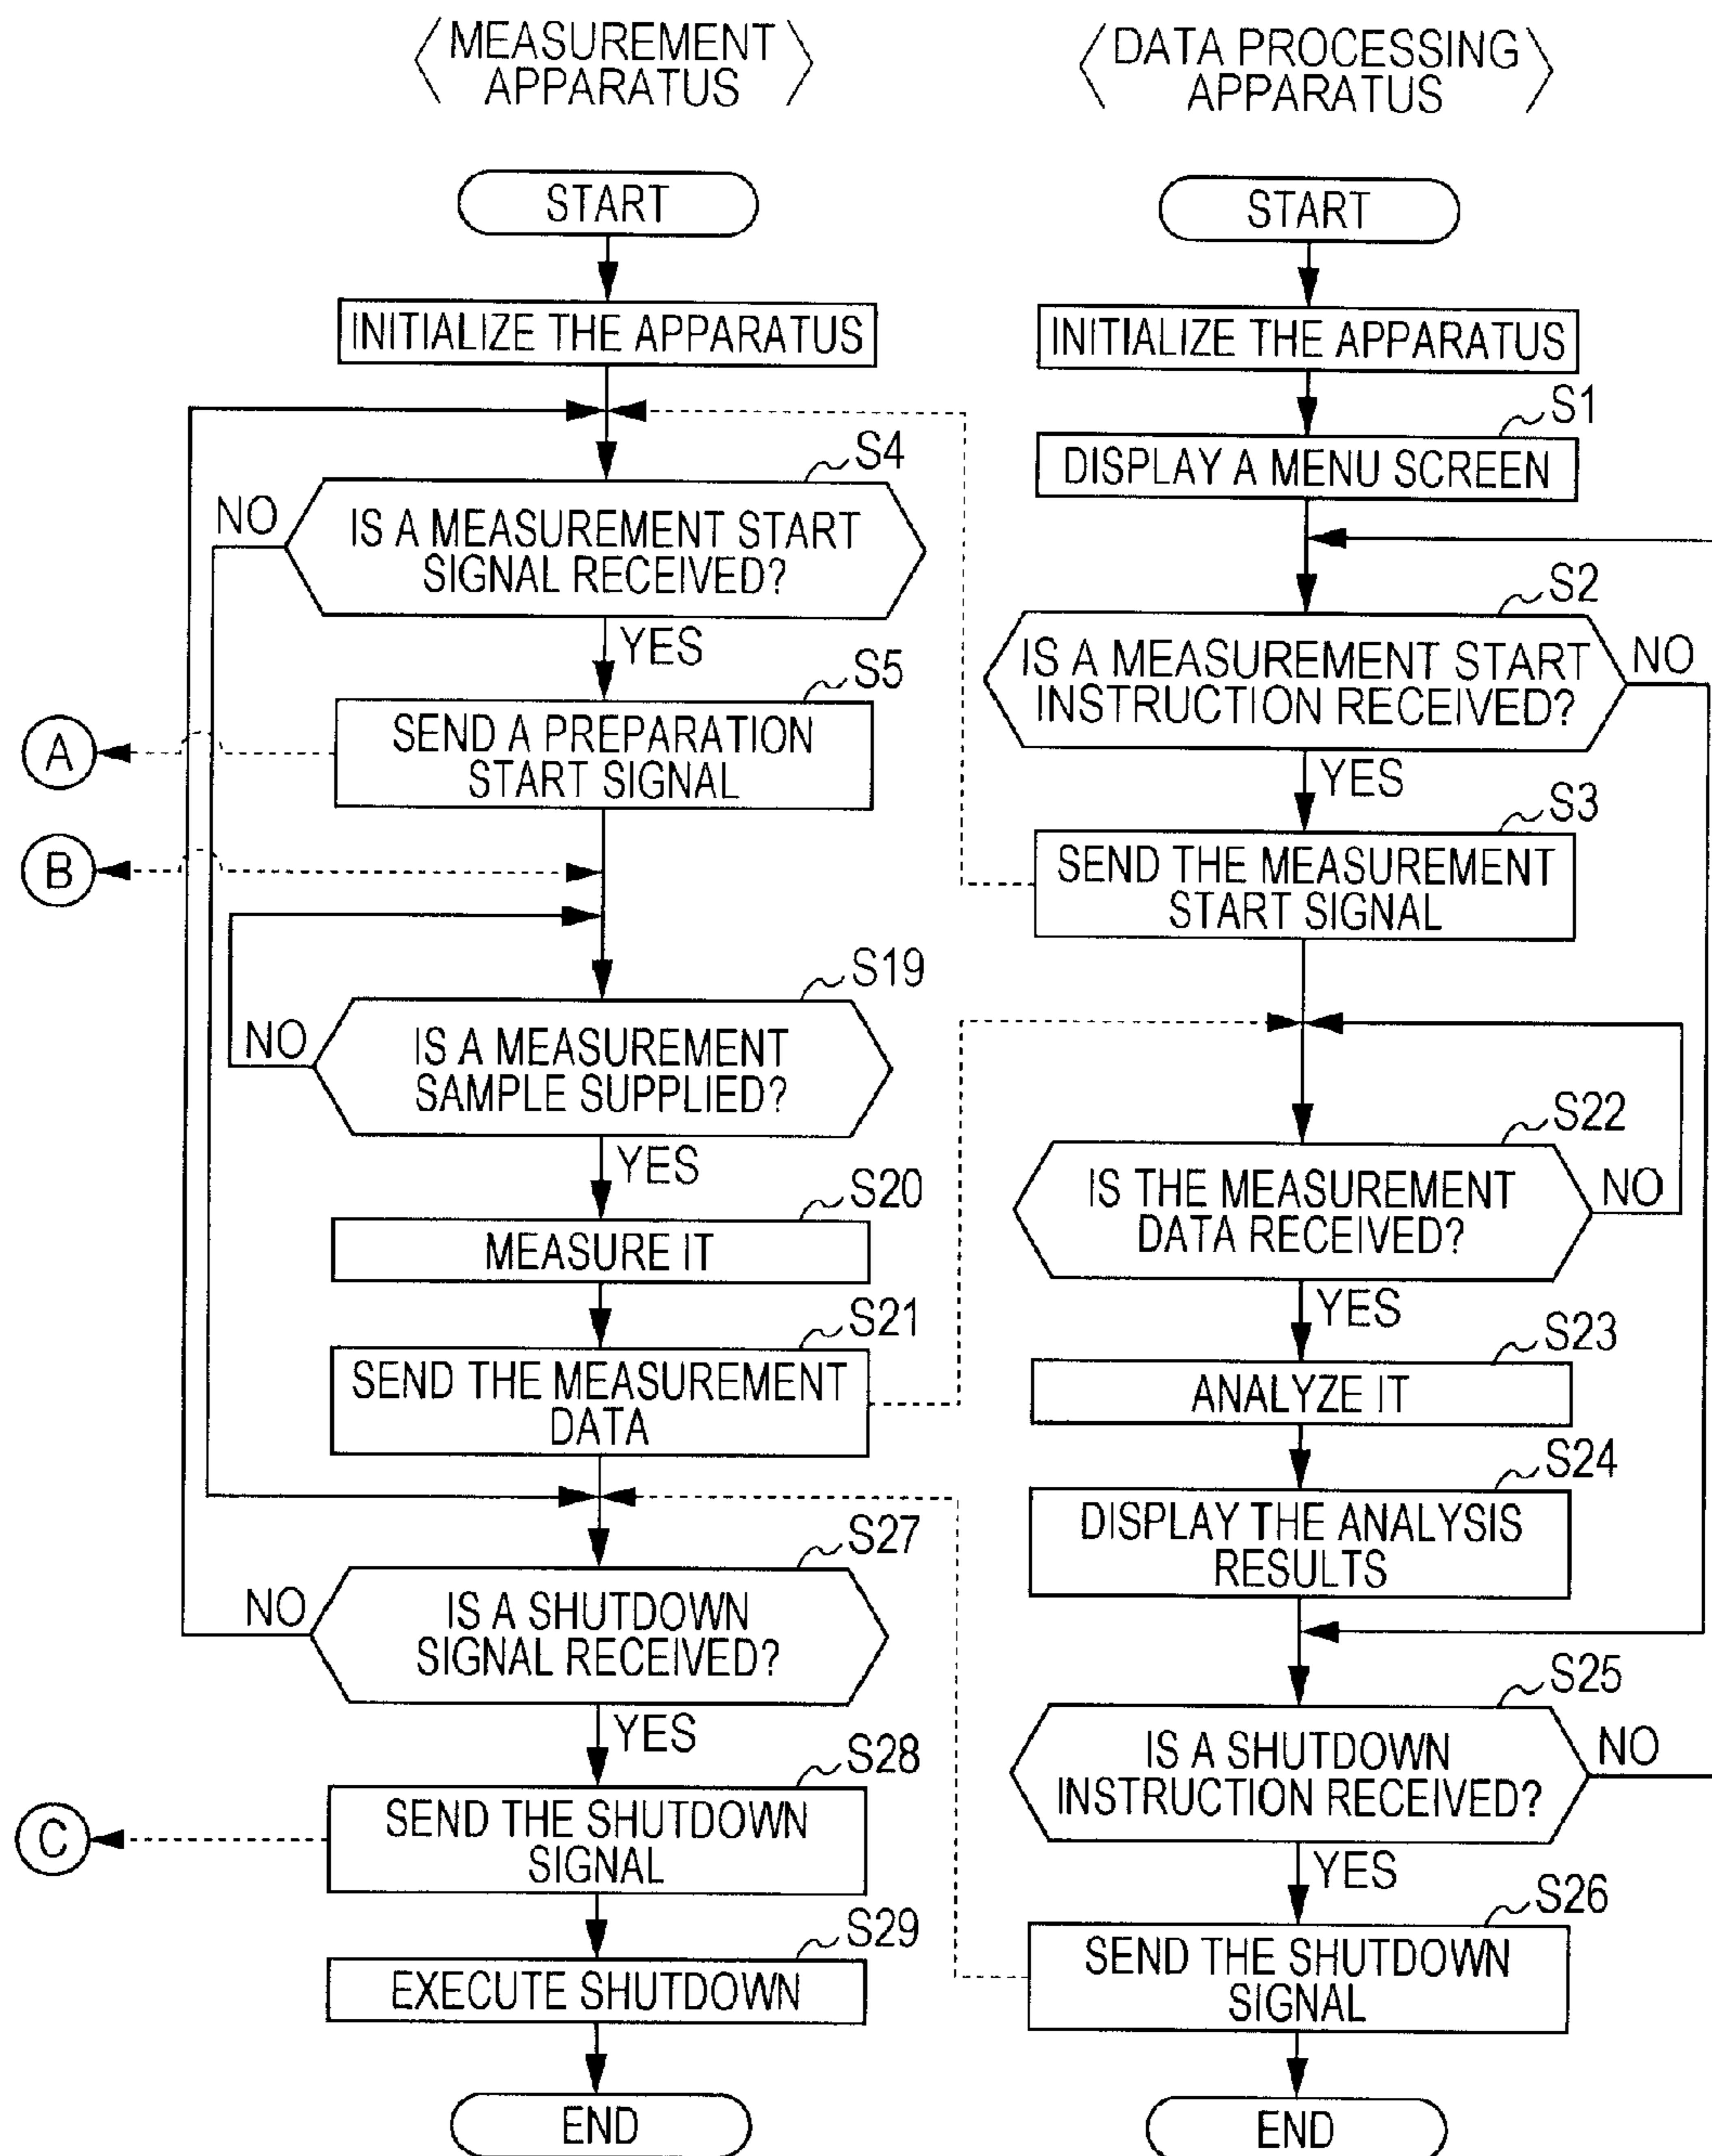 MEASUREMENT
APPARATUS
START
INITIALIZE THE APPARATUS
S4
NO
IS A MEASUREMENT START
SIGNAL RECEIVED?
YES
S5
SEND A PREPARATION
START SIGNAL
A
B
S19
NO
IS A MEASUREMENT
SAMPLE SUPPLIED?
YES
S20
MEASURE IT
S21
SEND THE MEASUREMENT
DATA
S27
NO
IS A SHUTDOWN
SIGNAL RECEIVED?
YES
S28
SEND THE SHUTDOWN
SIGNAL
C
S29
EXECUTE SHUTDOWN
END
DATA PROCESSING
APPARATUS
START
INITIALIZE THE APPARATUS
S1
DISPLAY A MENU SCREEN
S2
IS A MEASUREMENT START
INSTRUCTION RECEIVED?
NO
YES
S3
SEND THE MEASUREMENT
START SIGNAL
S22
IS THE MEASUREMENT
DATA RECEIVED?
NO
YES
S23
ANALYZE IT
S24
DISPLAY THE ANALYSIS
RESULTS
S25
IS A SHUTDOWN
INSTRUCTION RECEIVED?
NO
YES
S26
SEND THE SHUTDOWN
SIGNAL
END